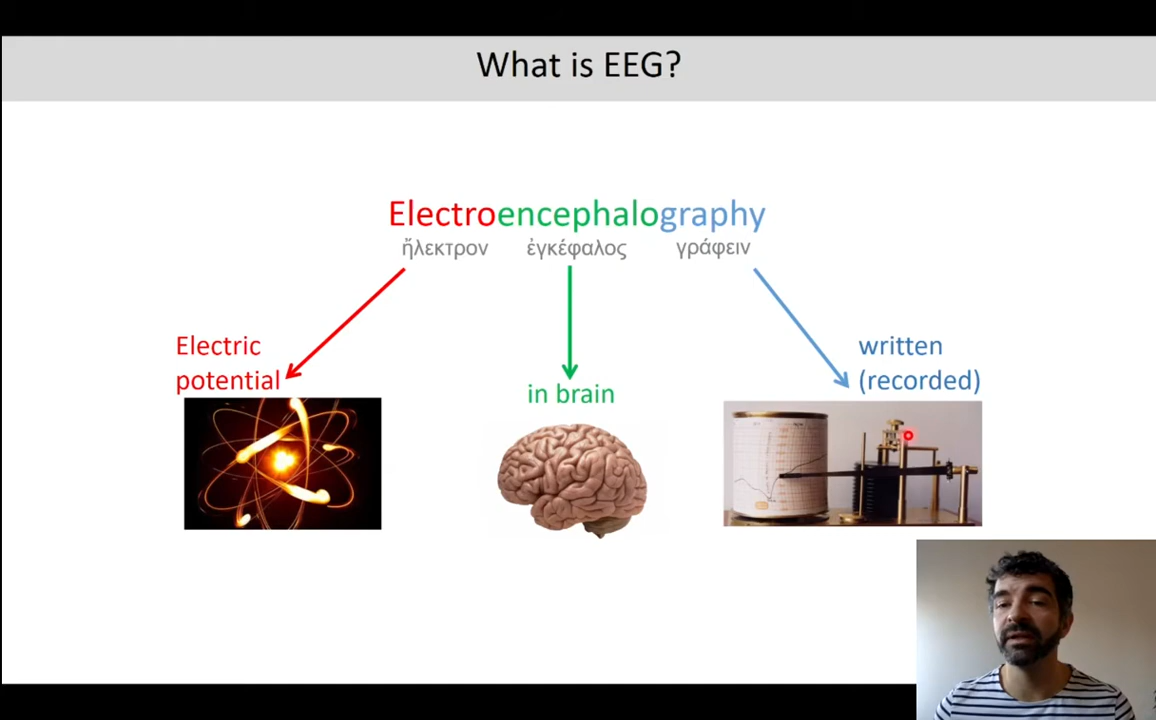 What is EEG?
Electroencephalography
ἤλεκτρον ἐγκέφαλος γράφειν
Electric
potential
in brain
written
(recorded)